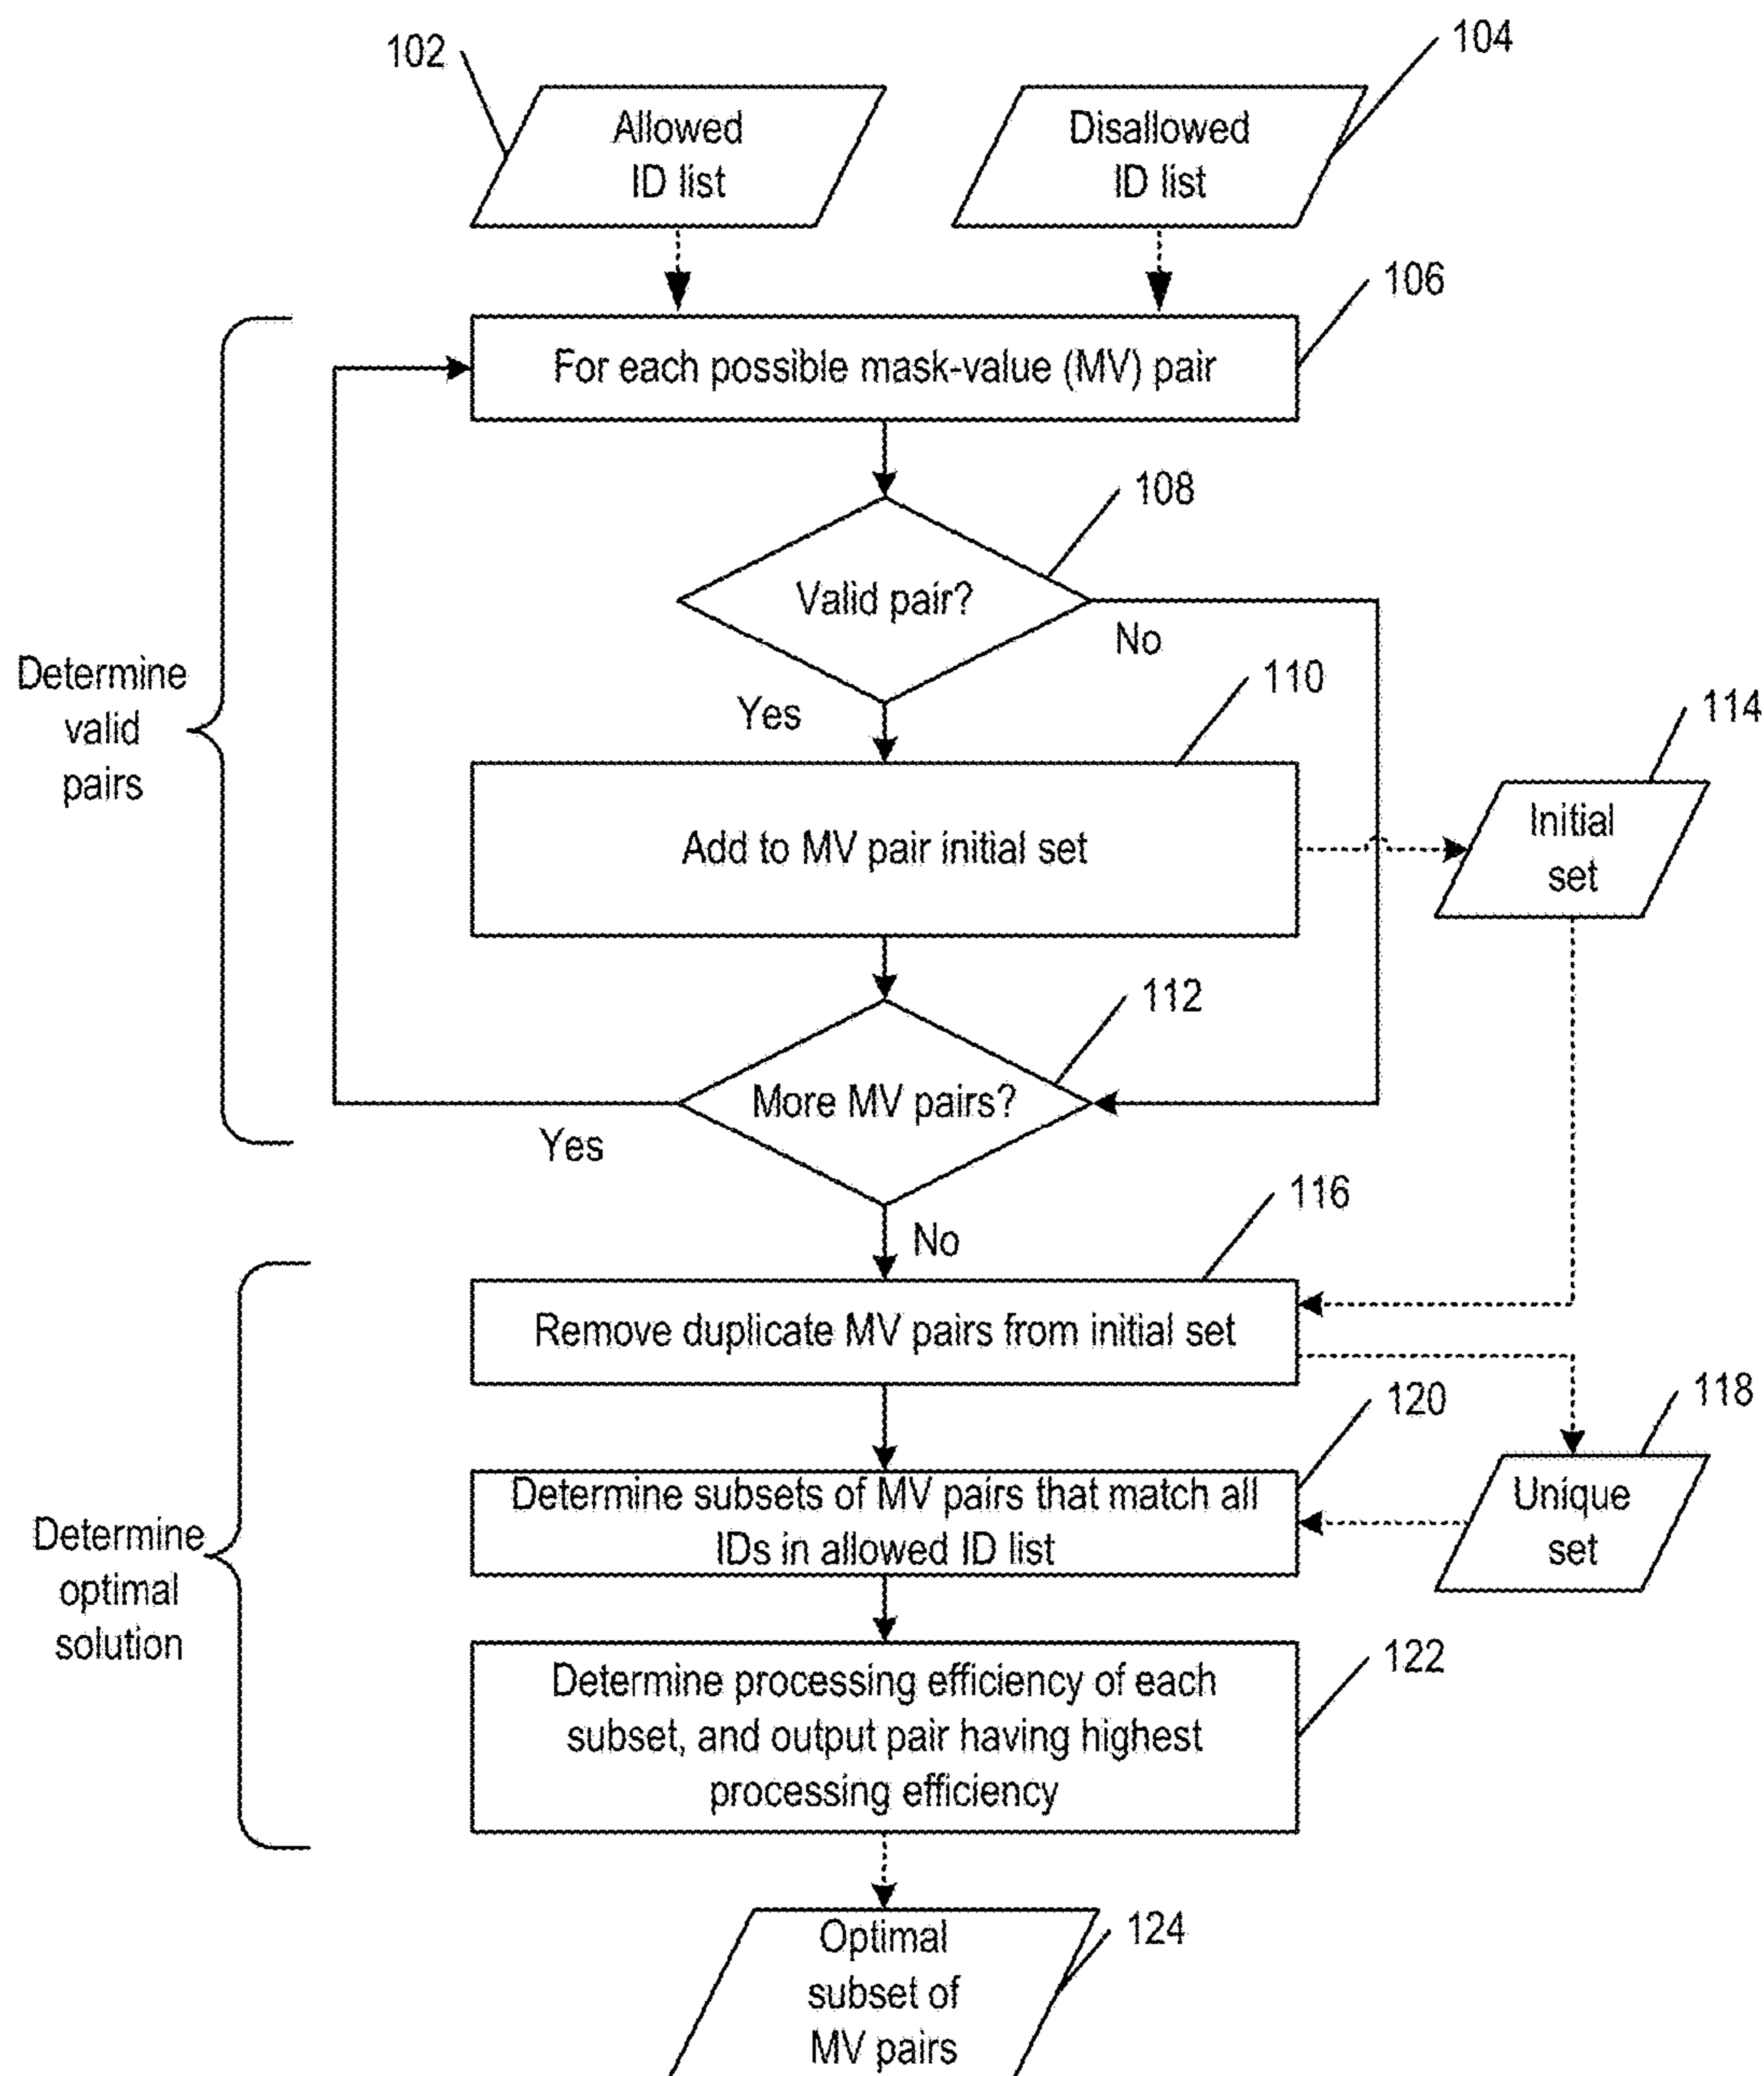 102
104
Allowed
ID list
Disallowed
ID list
106
For each possible mask-value (MV) pair
108
Valid pair?
No
Yes
110
114
Determine
valid
pairs
Add to MV pair initial set
Initial
set
112
More MV pairs?
Yes
No
116
Remove duplicate MV pairs from initial set
120
118
Determine subsets of MV pairs that match all
IDs in allowed ID list
Unique
set
Determine
optimal
solution
122
Determine processing efficiency of each
subset, and output pair having highest
processing efficiency
124
Optimal
subset of
MV pairs